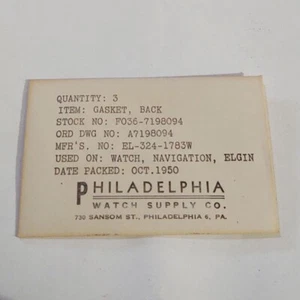 QUANTITY: 3
ITEM: GASKET, BACK
STOCK NO: F036-7198094
ORD DWG NO: A7198094
MFR'S. NO: EL-324-1783W
USED ON: WATCH, NAVIGATION, ELGIN
DATE PACKED: OCT.1950
PHILADELPHIA
WATCH SUPPLY CO.
730 SANSOM ST., PHILADELPHIA 6, PA.